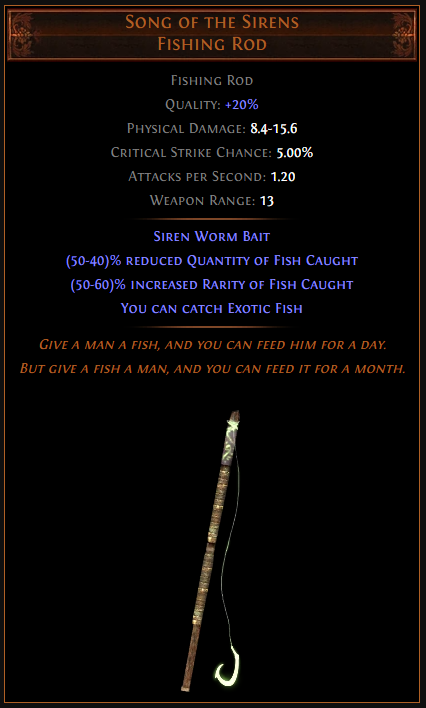 Song of the Sirens
Fishing Rod
Fishing Rod
Quality: +20%
Physical Damage: 8.4-15.6
Critical Strike Chance: 5.00%
Attacks per Second: 1.20
Weapon Range: 13
Siren Worm Bait
(50-40)% reduced Quantity of Fish Caught
(50-60)% increased Rarity of Fish Caught
You can catch Exotic Fish
Give a man a fish, and you can feed him for a day.
But give a fish a man, and you can feed it for a month.